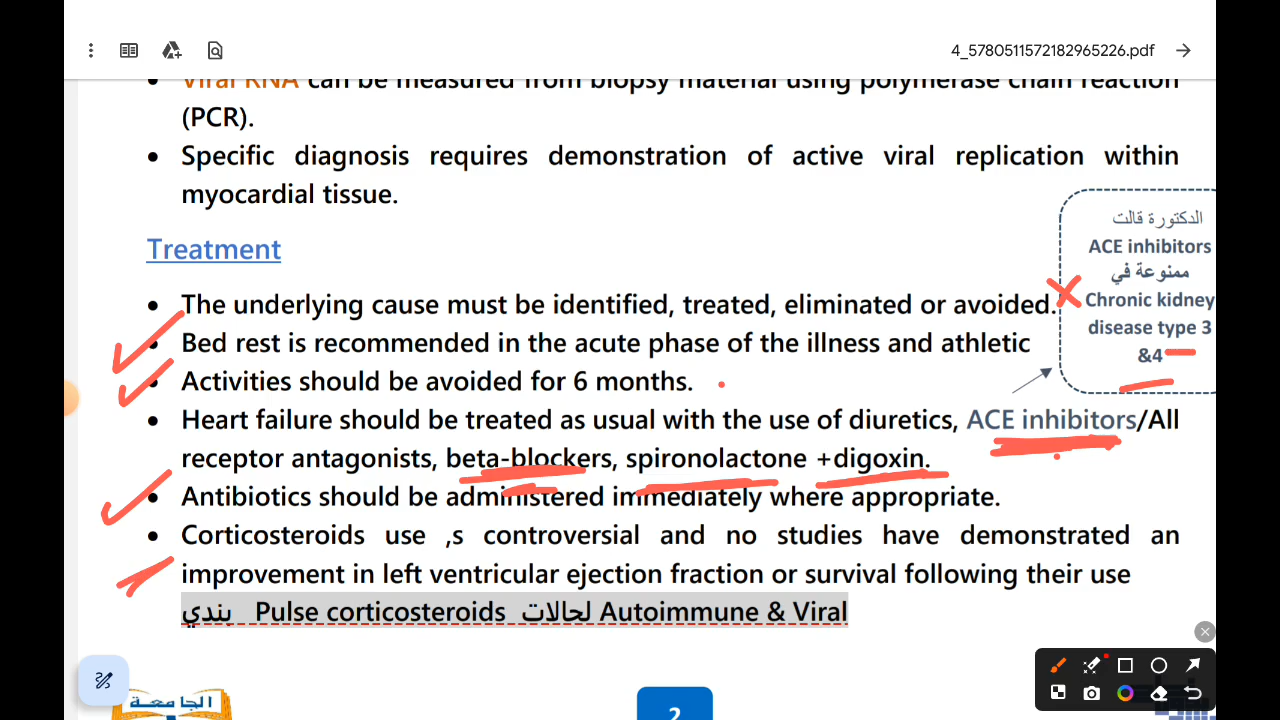 4_5780511572182965226.pdf
Viral RNA can be measured from biopsy material using polymerase chain reaction
(PCR).
Specific diagnosis requires demonstration of active viral replication within
myocardial tissue.
Treatment
The underlying cause must be identified, treated, eliminated or avoided.
Bed rest is recommended in the acute phase of the illness and athletic
Activities should be avoided for 6 months.
Heart failure should be treated as usual with the use of diuretics, ACE inhibitors/All
receptor antagonists, beta-blockers, spironolactone +digoxin.
Antibiotics should be administered immediately where appropriate.
Corticosteroids use ,s controversial and no studies have demonstrated an
improvement in left ventricular ejection fraction or survival following their use
بندي Pulse corticosteroids لحالات Autoimmune & Viral
الدكتورة قالت
ACE inhibitors
ممنوعة في
Chronic kidney
disease type 3
&4
الجامعة
2